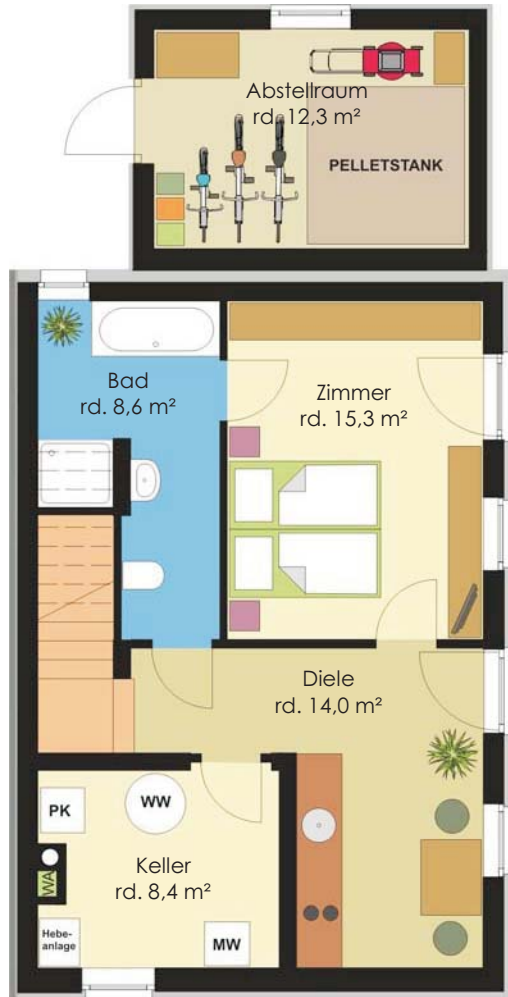 Abstellraum
rd. 12,3 m²
PELLETSTANK
Bad
rd. 8,6 m²
Zimmer
rd. 15,3 m²
Diele
rd. 14,0 m²
PK
WW
Keller
rd. 8,4 m²
WA
Hebe-
anlage
MW